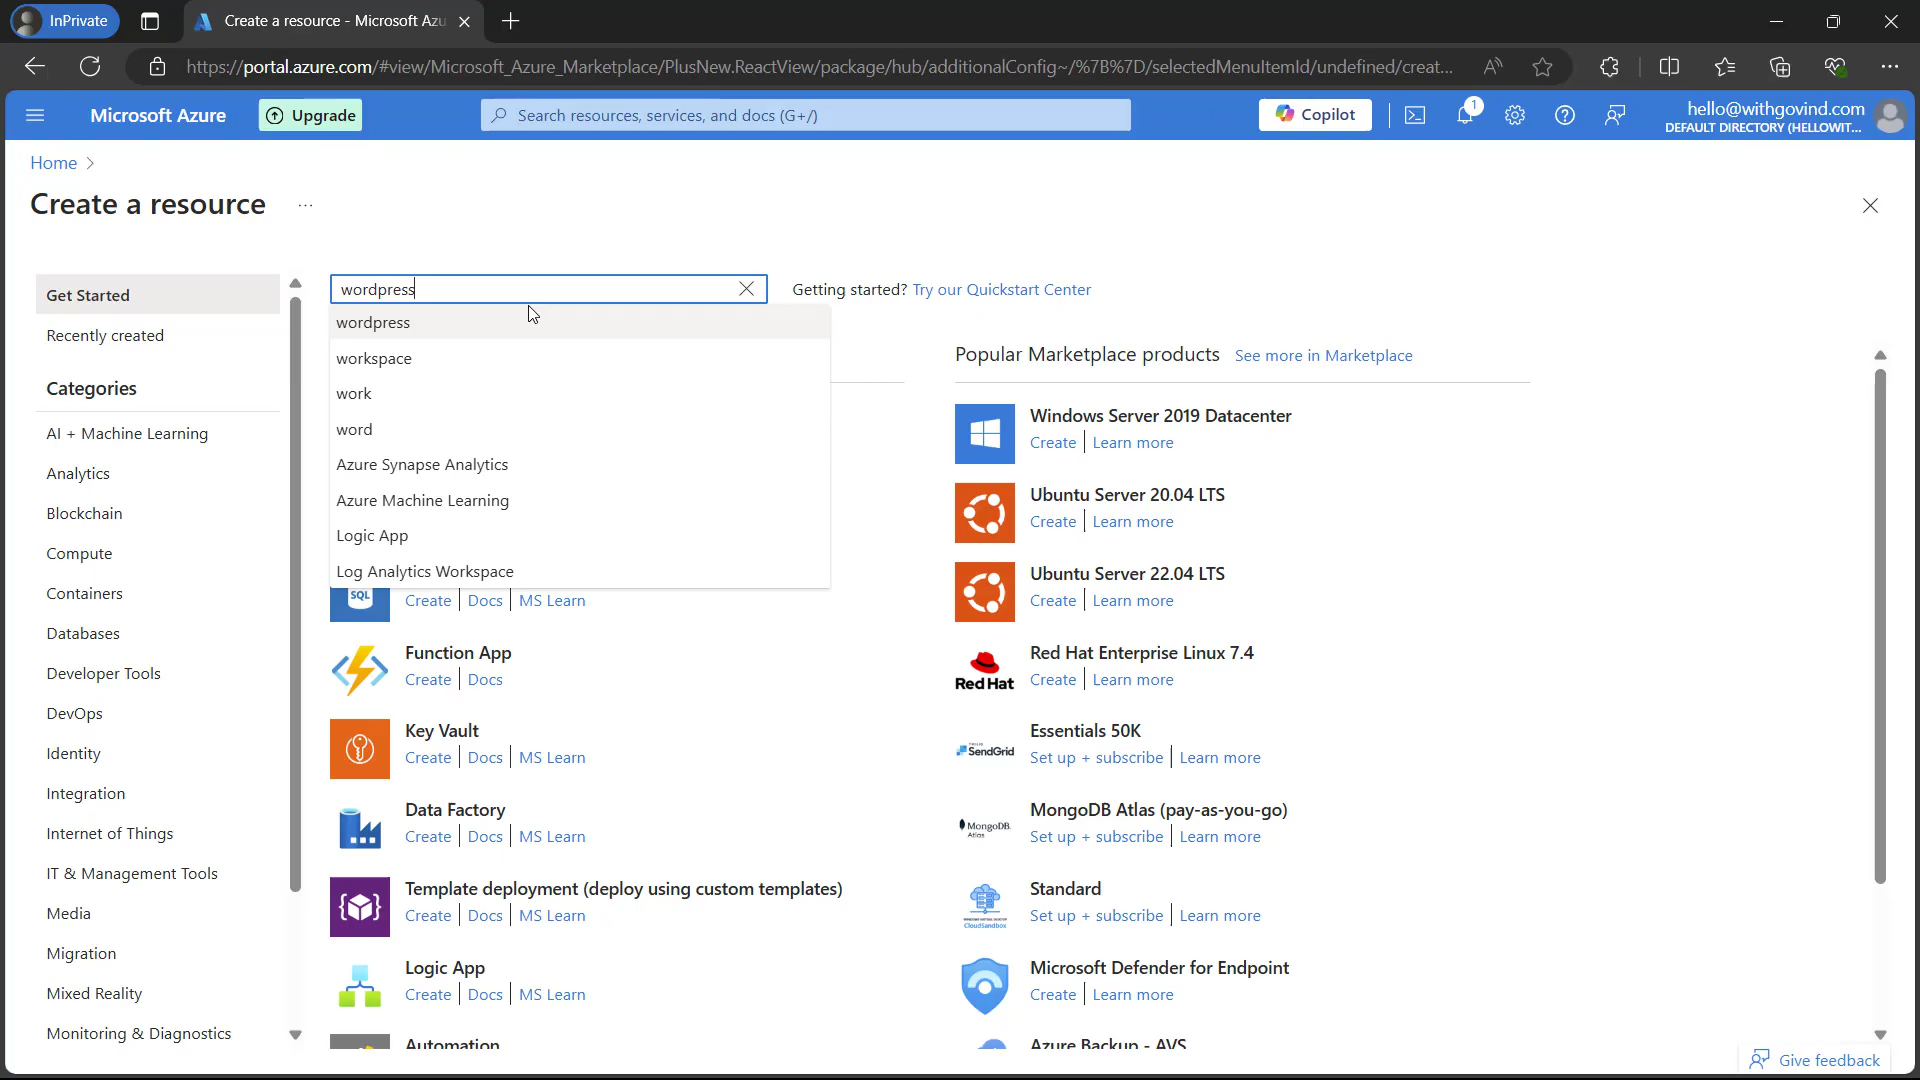 InPrivate
Create a resource - Microsoft Azu
https://portal.azure.com/#view/Microsoft_Azure_Marketplace/PlusNew.ReactView/package/hub/additionalConfig~/%7B%7D/selectedMenuItemId/undefined/creat...
Microsoft Azure
Upgrade
Search resources, services, and docs (G+/)
Copilot
1
hello@withgovind.com
DEFAULT DIRECTORY (HELLOWIT...
Home >
Create a resource
...
Get Started
Recently created
Categories
AI + Machine Learning
Analytics
Blockchain
Compute
Containers
Databases
Developer Tools
DevOps
Identity
Integration
Internet of Things
IT & Management Tools
Media
Migration
Mixed Reality
Monitoring & Diagnostics
wordpress
Getting started? Try our Quickstart Center
wordpress
workspace
work
word
Azure Synapse Analytics
Azure Machine Learning
Logic App
Log Analytics Workspace
SQL
Create | Docs | MS Learn
Function App
Create | Docs
Key Vault
Create | Docs | MS Learn
Data Factory
Create | Docs | MS Learn
Template deployment (deploy using custom templates)
Create | Docs | MS Learn
Logic App
Create | Docs | MS Learn
Automation
Popular Marketplace products See more in Marketplace
Windows Server 2019 Datacenter
Create | Learn more
Ubuntu Server 20.04 LTS
Create | Learn more
Ubuntu Server 22.04 LTS
Create | Learn more
Red Hat
Red Hat Enterprise Linux 7.4
Create | Learn more
SendGrid
Essentials 50K
Set up + subscribe | Learn more
MongoDB.
Atlas
MongoDB Atlas (pay-as-you-go)
Set up + subscribe | Learn more
CloudSandbox
Standard
Set up + subscribe | Learn more
Microsoft Defender for Endpoint
Create | Learn more
Azure Backup - AVS
Give feedback